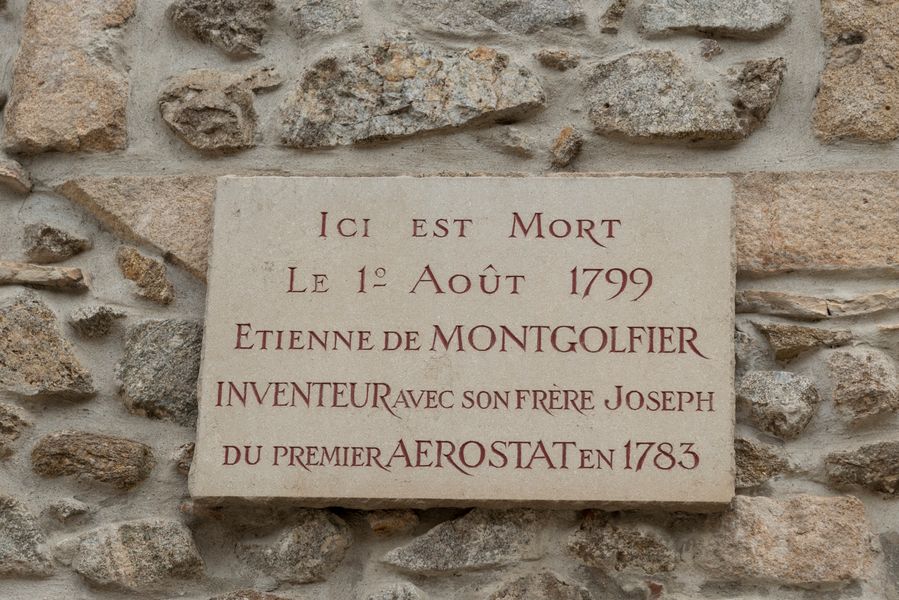 Ici est Mort
Le 1º Août 1799
Etienne de MONTGOLFIER
INVENTEUR avec son frère Joseph
du premier AEROSTAT en 1783